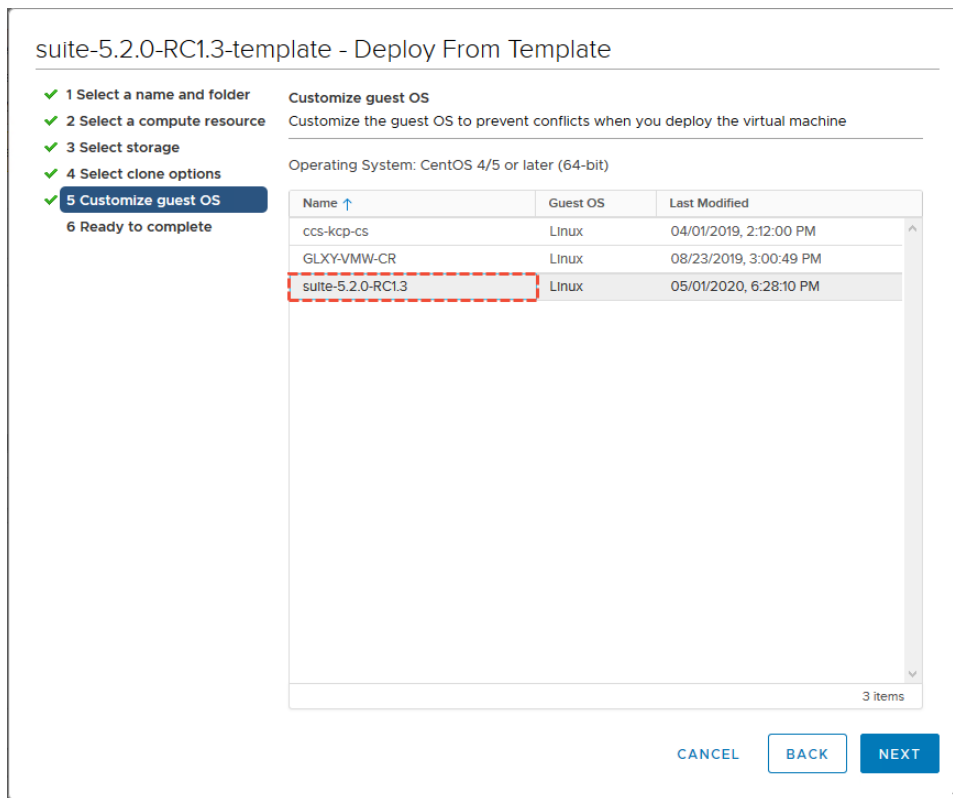 suite-5.2.0-RC1.3-template - Deploy From Template
1 Select a name and folder
2 Select a compute resource
3 Select storage
4 Select clone options
5 Customize guest OS
6 Ready to complete
Customize guest OS
Customize the guest OS to prevent conflicts when you deploy the virtual machine
Operating System: CentOS 4/5 or later (64-bit)
Name ↑ Guest OS Last Modified
ccs-kcp-cs Linux 04/01/2019, 2:12:00 PM
GLXY-VMW-CR Linux 08/23/2019, 3:00:49 PM
suite-5.2.0-RC1.3 Linux 05/01/2020, 6:28:10 PM
3 items
CANCEL BACK NEXT